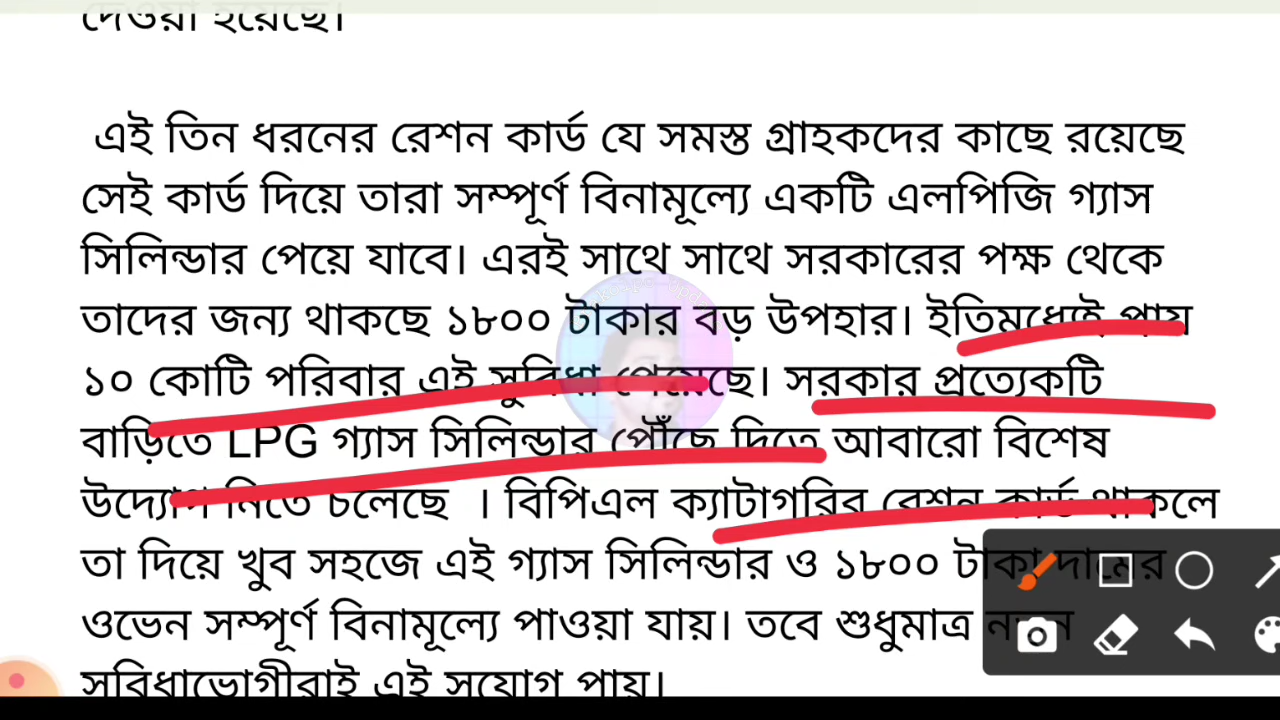 দেওয়া হয়েছে।
এই তিন ধরনের রেশন কার্ড যে সমস্ত গ্রাহকদের কাছে রয়েছে
সেই কার্ড দিয়ে তারা সম্পূর্ণ বিনামূল্যে একটি এলপিজি গ্যাস
সিলিন্ডার পেয়ে যাবে। এরই সাথে সাথে সরকারের পক্ষ থেকে
তাদের জন্য থাকছে ১৮০০ টাকার বড় উপহার। ইতিমধ্যেই পায়
১০ কোটি পরিবার এই সুবিধা পেয়েছে। সরকার প্রত্যেকটি
বাড়িতে LPG গ্যাস সিলিন্ডার পৌঁছে দিতে আবারো বিশেষ
উদ্যোগ নিতে চলেছে । বিপিএল ক্যাটাগরির রেশন কার্ড থাকলে
তা দিয়ে খুব সহজে এই গ্যাস সিলিন্ডার ও ১৮০০ টাকা দামের
ওভেন সম্পূর্ণ বিনামূল্যে পাওয়া যায়। তবে শুধুমাত্র
সুবিধাভোগীরাই এই সুযোগ পায়।